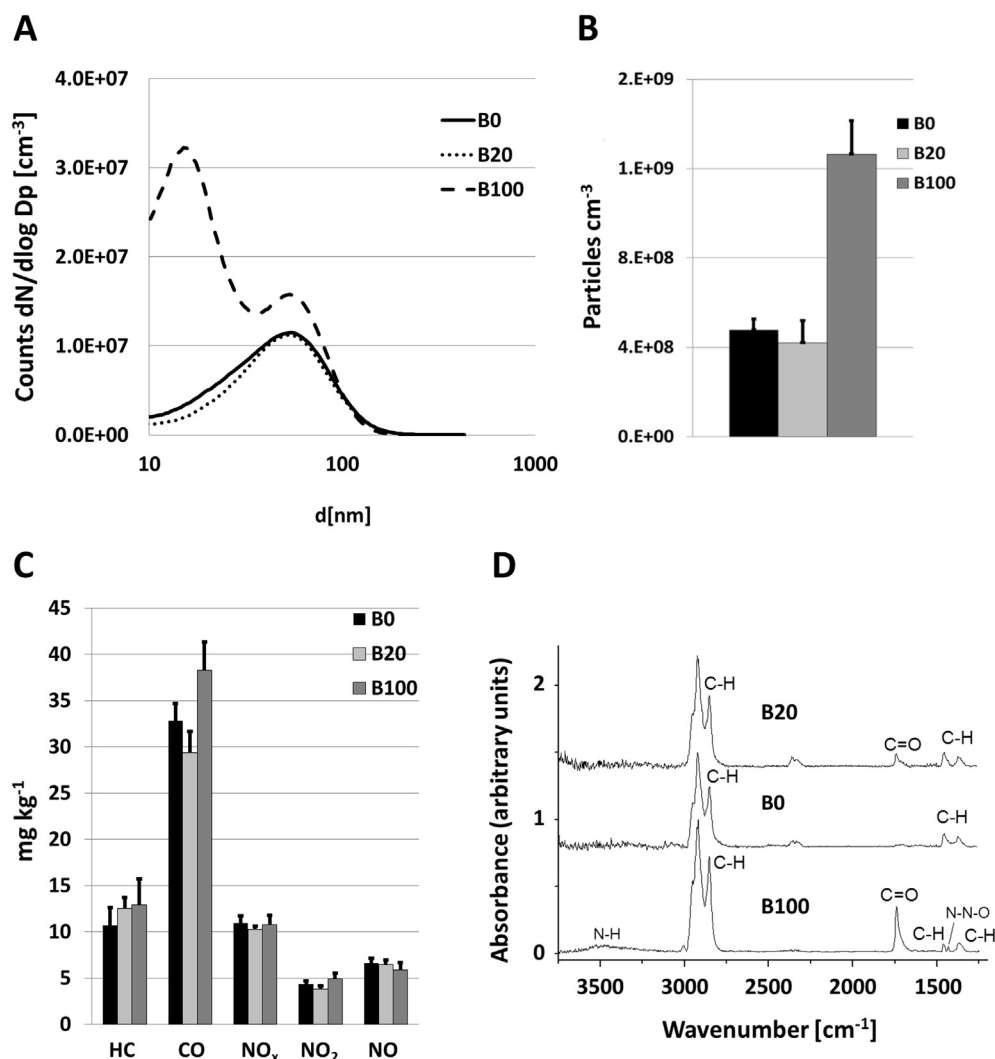 A
4.0E+07
3.0E+07
2.0E+07
1.0E+07
0.0E+00
Counts dN/dlog Dp [cm-3]
B0
B20
B100
10
100
1000
d[nm]
B
2.E+09
1.E+09
8.E+08
4.E+08
0.E+00
Particles cm-3
B0
B20
B100
C
45
40
35
30
25
20
15
10
5
0
mg kg-1
B0
B20
B100
HC
CO
NOx
NO2
NO
D
Absorbance (arbitrary units)
2
1
0
C-H
B20
C=O
C-H
C-H
B0
C-H
C-H
B100
C=O
N-H
C-H
N-N-O
C-H
3500
3000
2500
2000
1500
Wavenumber [cm-1]